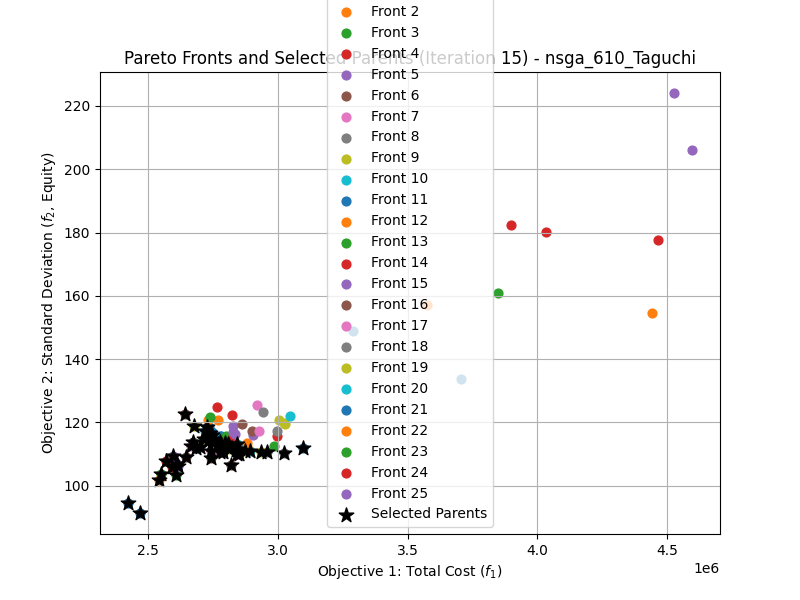 Front 2
Front 3
Pareto Fronts and Selected Parents (Iteration 15) - nsga_610_Taguchi
Front 4
Front 5
Front 6
Front 7
Front 8
Front 9
Front 10
Front 11
Front 12
Front 13
Front 14
Front 15
Front 16
Front 17
Front 18
Front 19
Front 20
Front 21
Front 22
Front 23
Front 24
Front 25
Selected Parents
220
200
180
160
140
120
100
Objective 2: Standard Deviation (f2, Equity)
2.5 3.0 3.5 4.0 4.5
1e6
Objective 1: Total Cost (f1)